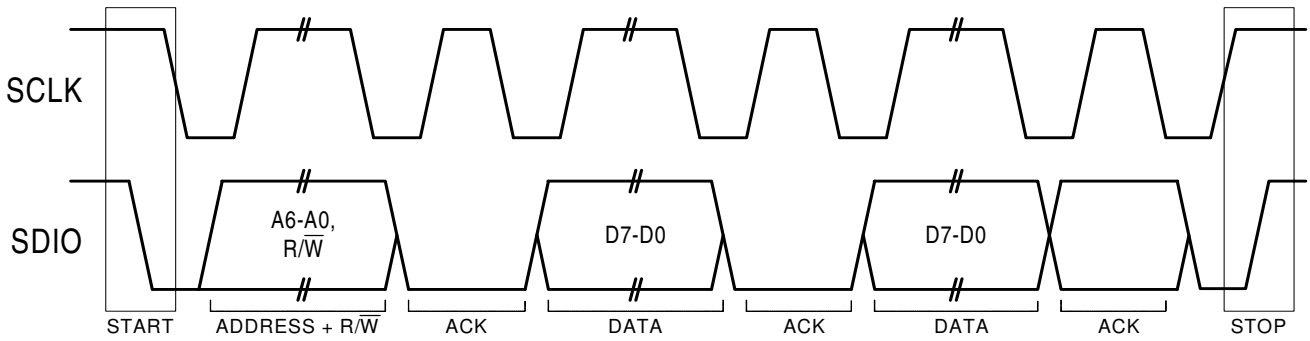 SCLK
SDIO
A6-A0,
R/W̅
D7-D0
D7-D0
START
ADDRESS + R/W̅
ACK
DATA
ACK
DATA
ACK
STOP